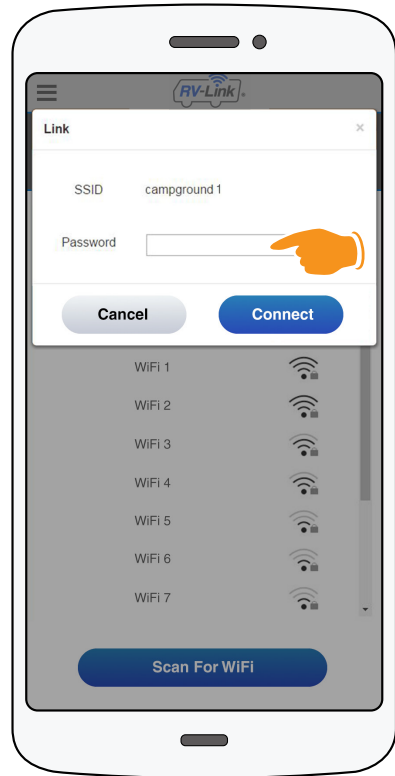 RV-Link
Link ×
SSID campground 1
Password
Cancel Connect
WiFi 1
WiFi 2
WiFi 3
WiFi 4
WiFi 5
WiFi 6
WiFi 7
Scan For WiFi